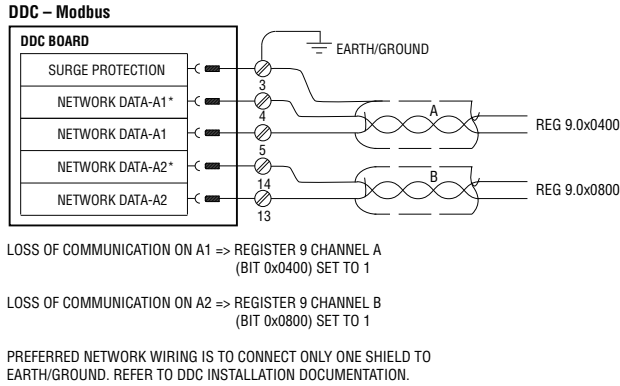 DDC – Modbus
DDC BOARD
EARTH/GROUND
SURGE PROTECTION
3
NETWORK DATA-A1*
4
A
REG 9.0x0400
NETWORK DATA-A1
5
NETWORK DATA-A2*
14
B
REG 9.0x0800
NETWORK DATA-A2
13
LOSS OF COMMUNICATION ON A1 => REGISTER 9 CHANNEL A
(BIT 0x0400) SET TO 1
LOSS OF COMMUNICATION ON A2 => REGISTER 9 CHANNEL B
(BIT 0x0800) SET TO 1
PREFERRED NETWORK WIRING IS TO CONNECT ONLY ONE SHIELD TO
EARTH/GROUND. REFER TO DDC INSTALLATION DOCUMENTATION.